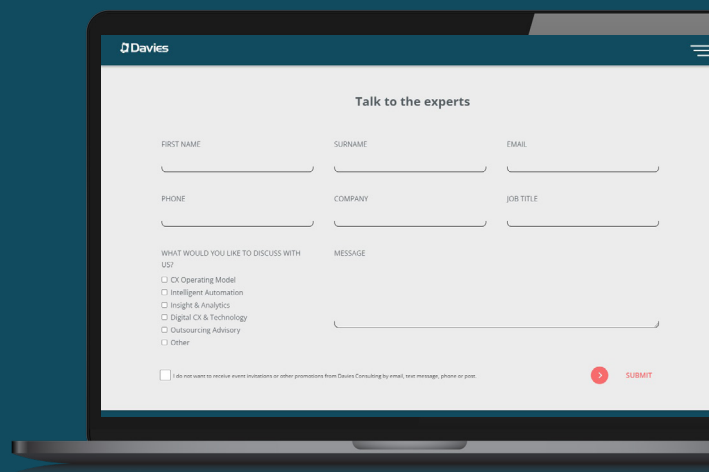 Davies
Talk to the experts
FIRST NAME
SURNAME
EMAIL
PHONE
COMPANY
JOB TITLE
WHAT WOULD YOU LIKE TO DISCUSS WITH
US?
CX Operating Model
Intelligent Automation
Insight & Analytics
Digital CX & Technology
Outsourcing Advisory
Other
MESSAGE
I do not want to receive event invitations or other promotions from Davies Consulting by email, text message, phone or post.
SUBMIT